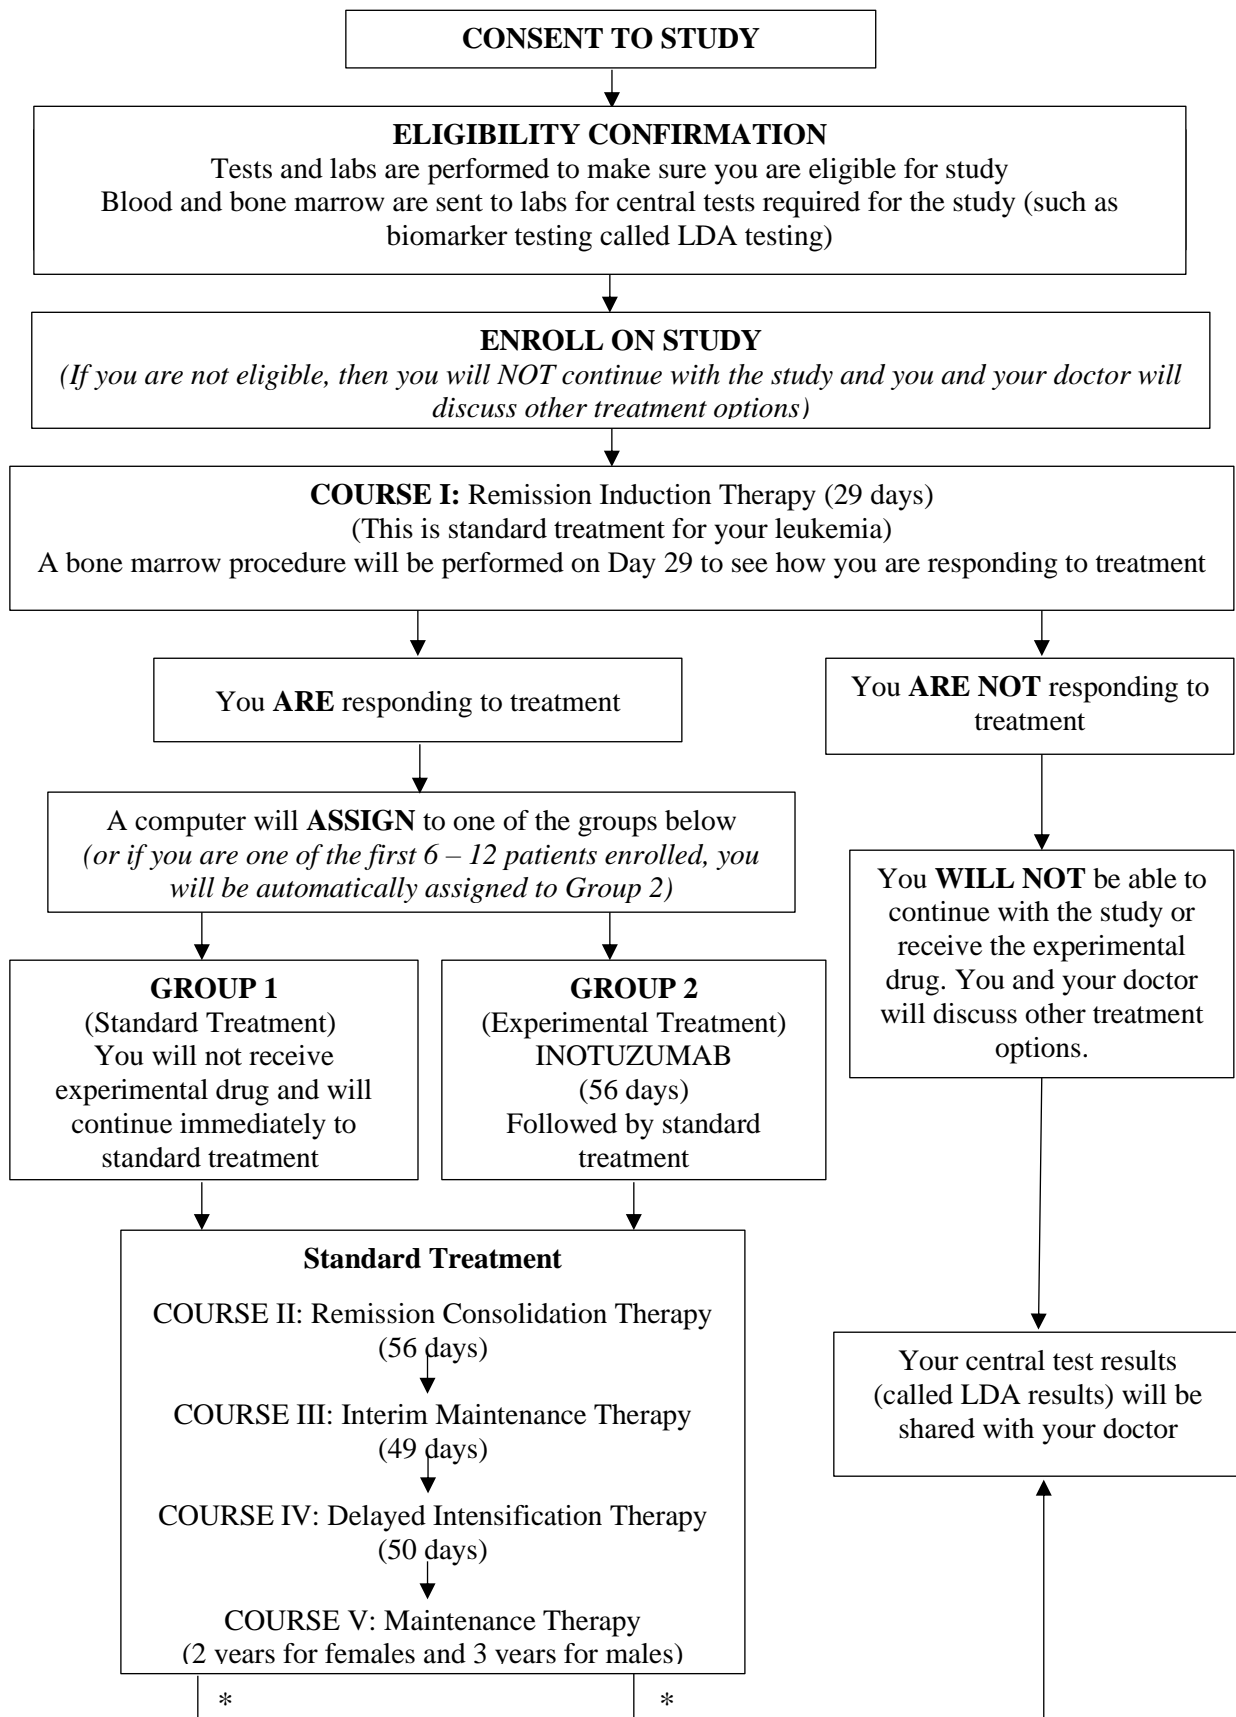 CONSENT TO STUDY
ELIGIBILITY CONFIRMATION
Tests and labs are performed to make sure you are eligible for study
Blood and bone marrow are sent to labs for central tests required for the study (such as
biomarker testing called LDA testing)
ENROLL ON STUDY
(If you are not eligible, then you will NOT continue with the study and you and your doctor will
discuss other treatment options)
COURSE I: Remission Induction Therapy (29 days)
(This is standard treatment for your leukemia)
A bone marrow procedure will be performed on Day 29 to see how you are responding to treatment
You ARE responding to treatment
You ARE NOT responding to
treatment
A computer will ASSIGN to one of the groups below
(or if you are one of the first 6 – 12 patients enrolled, you
will be automatically assigned to Group 2)
You WILL NOT be able to
continue with the study or
receive the experimental
drug. You and your doctor
will discuss other treatment
options.
GROUP 1
(Standard Treatment)
You will not receive
experimental drug and will
continue immediately to
standard treatment
GROUP 2
(Experimental Treatment)
INOTUZUMAB
(56 days)
Followed by standard
treatment
Standard Treatment
COURSE II: Remission Consolidation Therapy
(56 days)
COURSE III: Interim Maintenance Therapy
(49 days)
COURSE IV: Delayed Intensification Therapy
(50 days)
COURSE V: Maintenance Therapy
(2 years for females and 3 years for males)
Your central test results
(called LDA results) will be
shared with your doctor
*
*